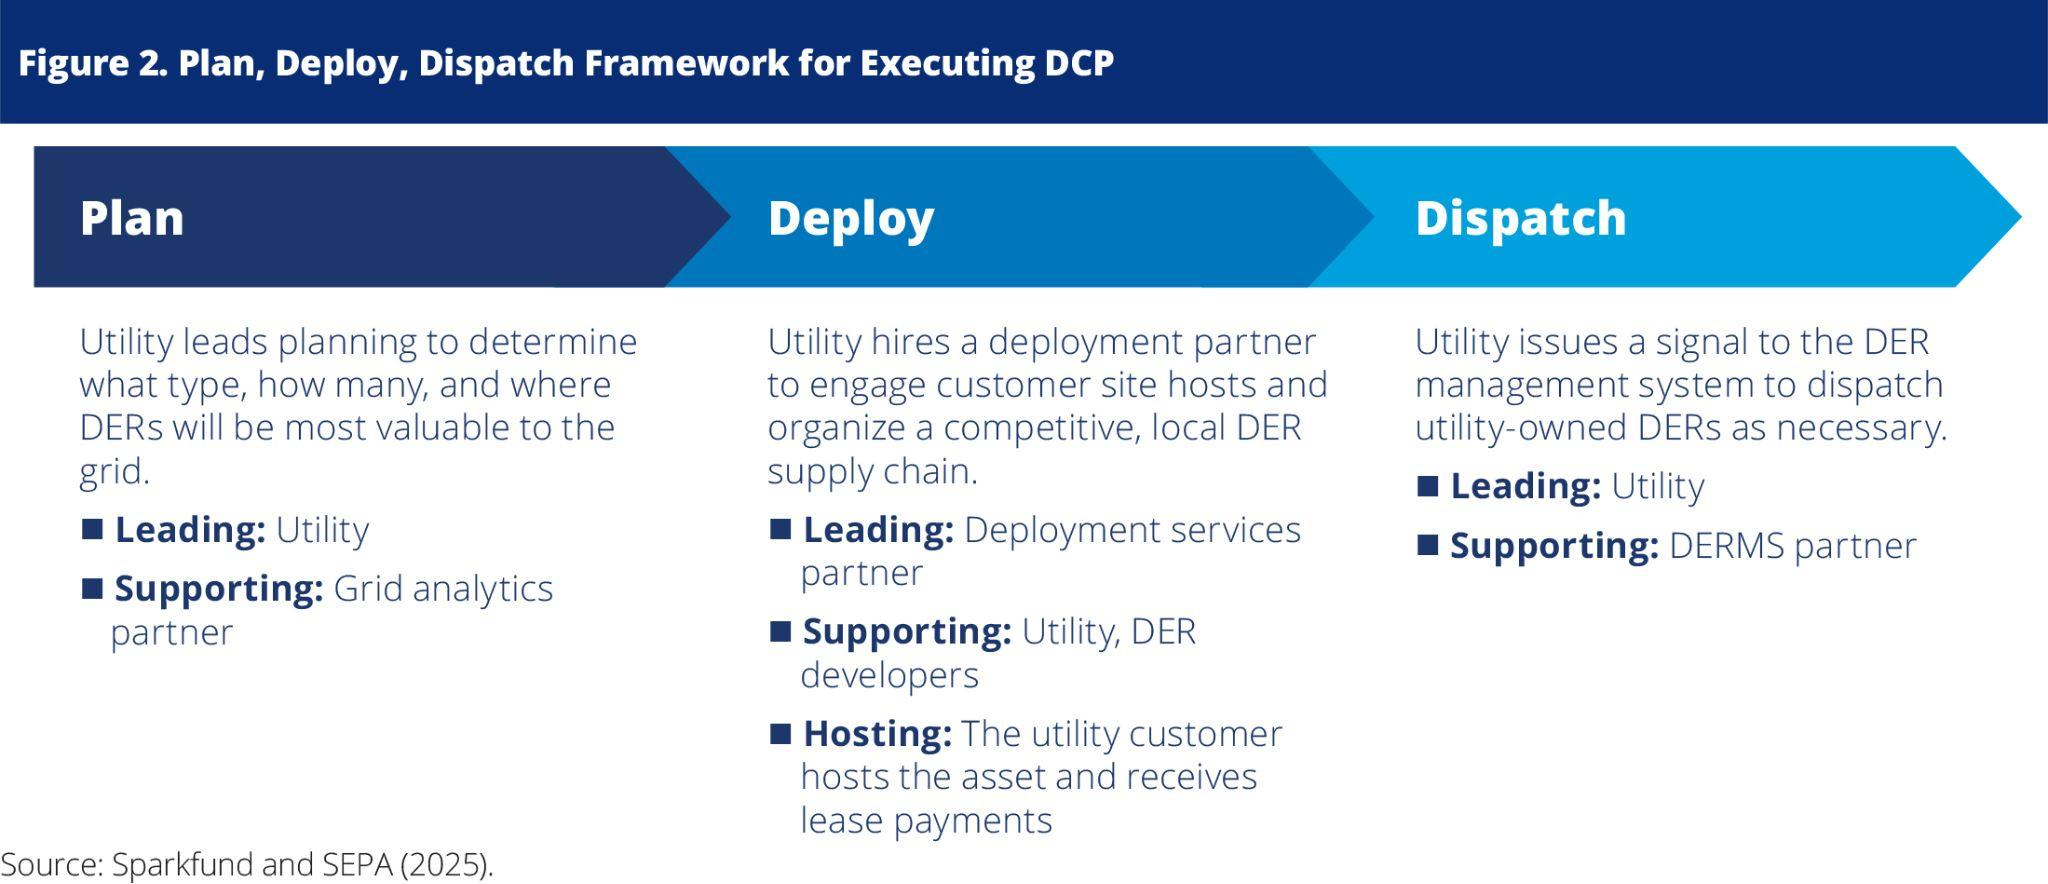 Figure 2. Plan, Deploy, Dispatch Framework for Executing DCP
Plan
Utility leads planning to determine
what type, how many, and where
DERs will be most valuable to the
grid.
■ Leading: Utility
■ Supporting: Grid analytics
partner
Deploy
Utility hires a deployment partner
to engage customer site hosts and
organize a competitive, local DER
supply chain.
■ Leading: Deployment services
partner
■ Supporting: Utility, DER
developers
■ Hosting: The utility customer
hosts the asset and receives
lease payments
Dispatch
Utility issues a signal to the DER
management system to dispatch
utility-owned DERs as necessary.
■ Leading: Utility
■ Supporting: DERMS partner
Source: Sparkfund and SEPA (2025).